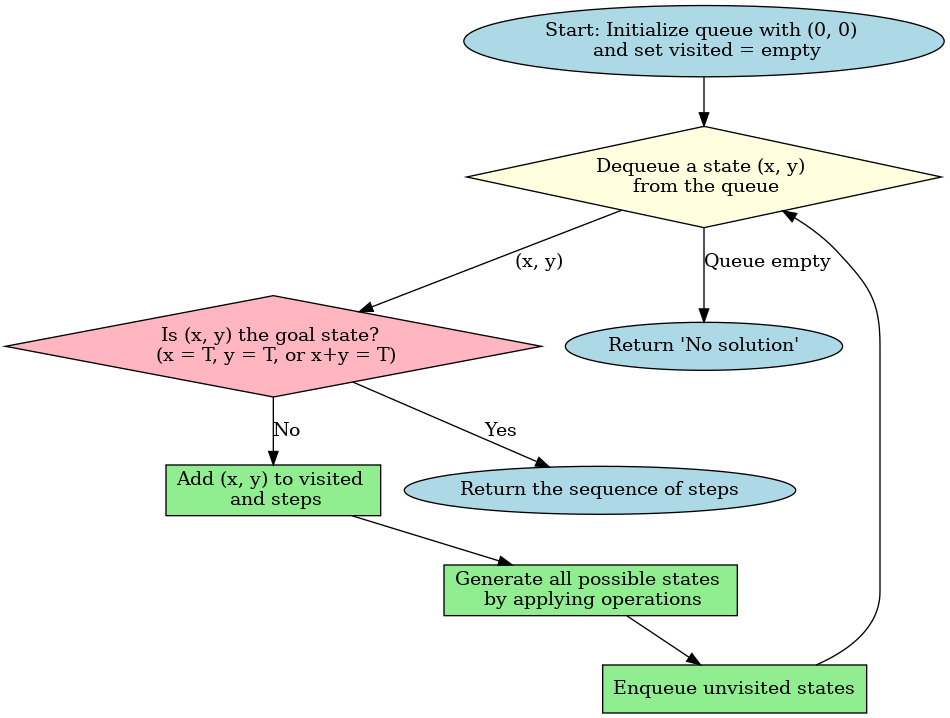 Start: Initialize queue with (0, 0)
and set visited = empty
Dequeue a state (x, y)
from the queue
(x, y)
Queue empty
Is (x, y) the goal state?
(x = T, y = T, or x+y = T)
Return 'No solution'
No
Yes
Add (x, y) to visited
and steps
Return the sequence of steps
Generate all possible states
by applying operations
Enqueue unvisited states